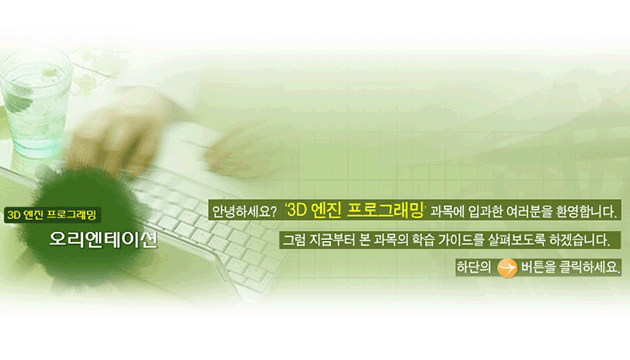 3D 엔진 프로그래밍
오리엔테이션
안녕하세요? '3D 엔진 프로그래밍' 과목에 입과한 여러분을 환영합니다.
그럼 지금부터 본 과목의 학습 가이드를 살펴보도록 하겠습니다.
하단의 버튼을 클릭하세요.